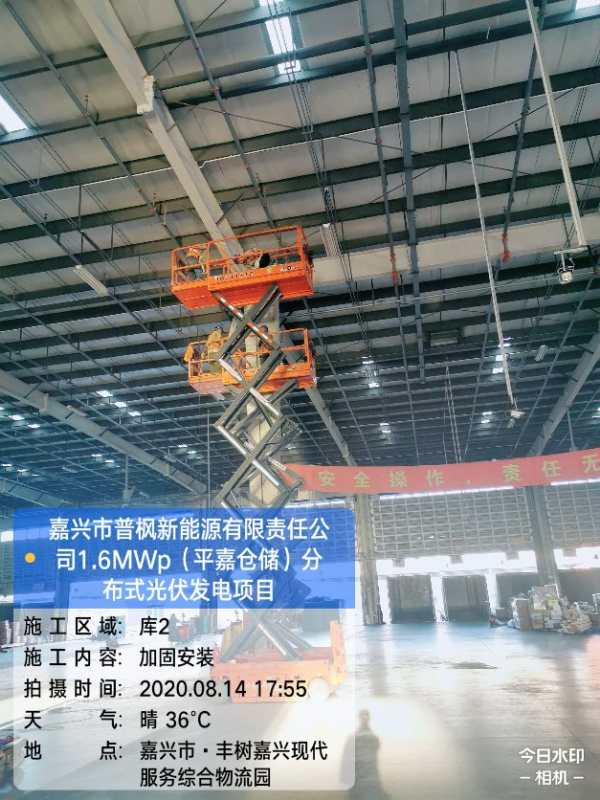 安全操作，责任无
嘉兴市普枫新能源有限责任公
司1.6MWp（平嘉仓储）分
布式光伏发电项目
施工区域：库2
施工内容：加固安装
拍摄时间：2020.08.14 17:55
天气：晴 36℃
地点：嘉兴市·丰树嘉兴现代
服务综合物流园
今日水印
-相机-